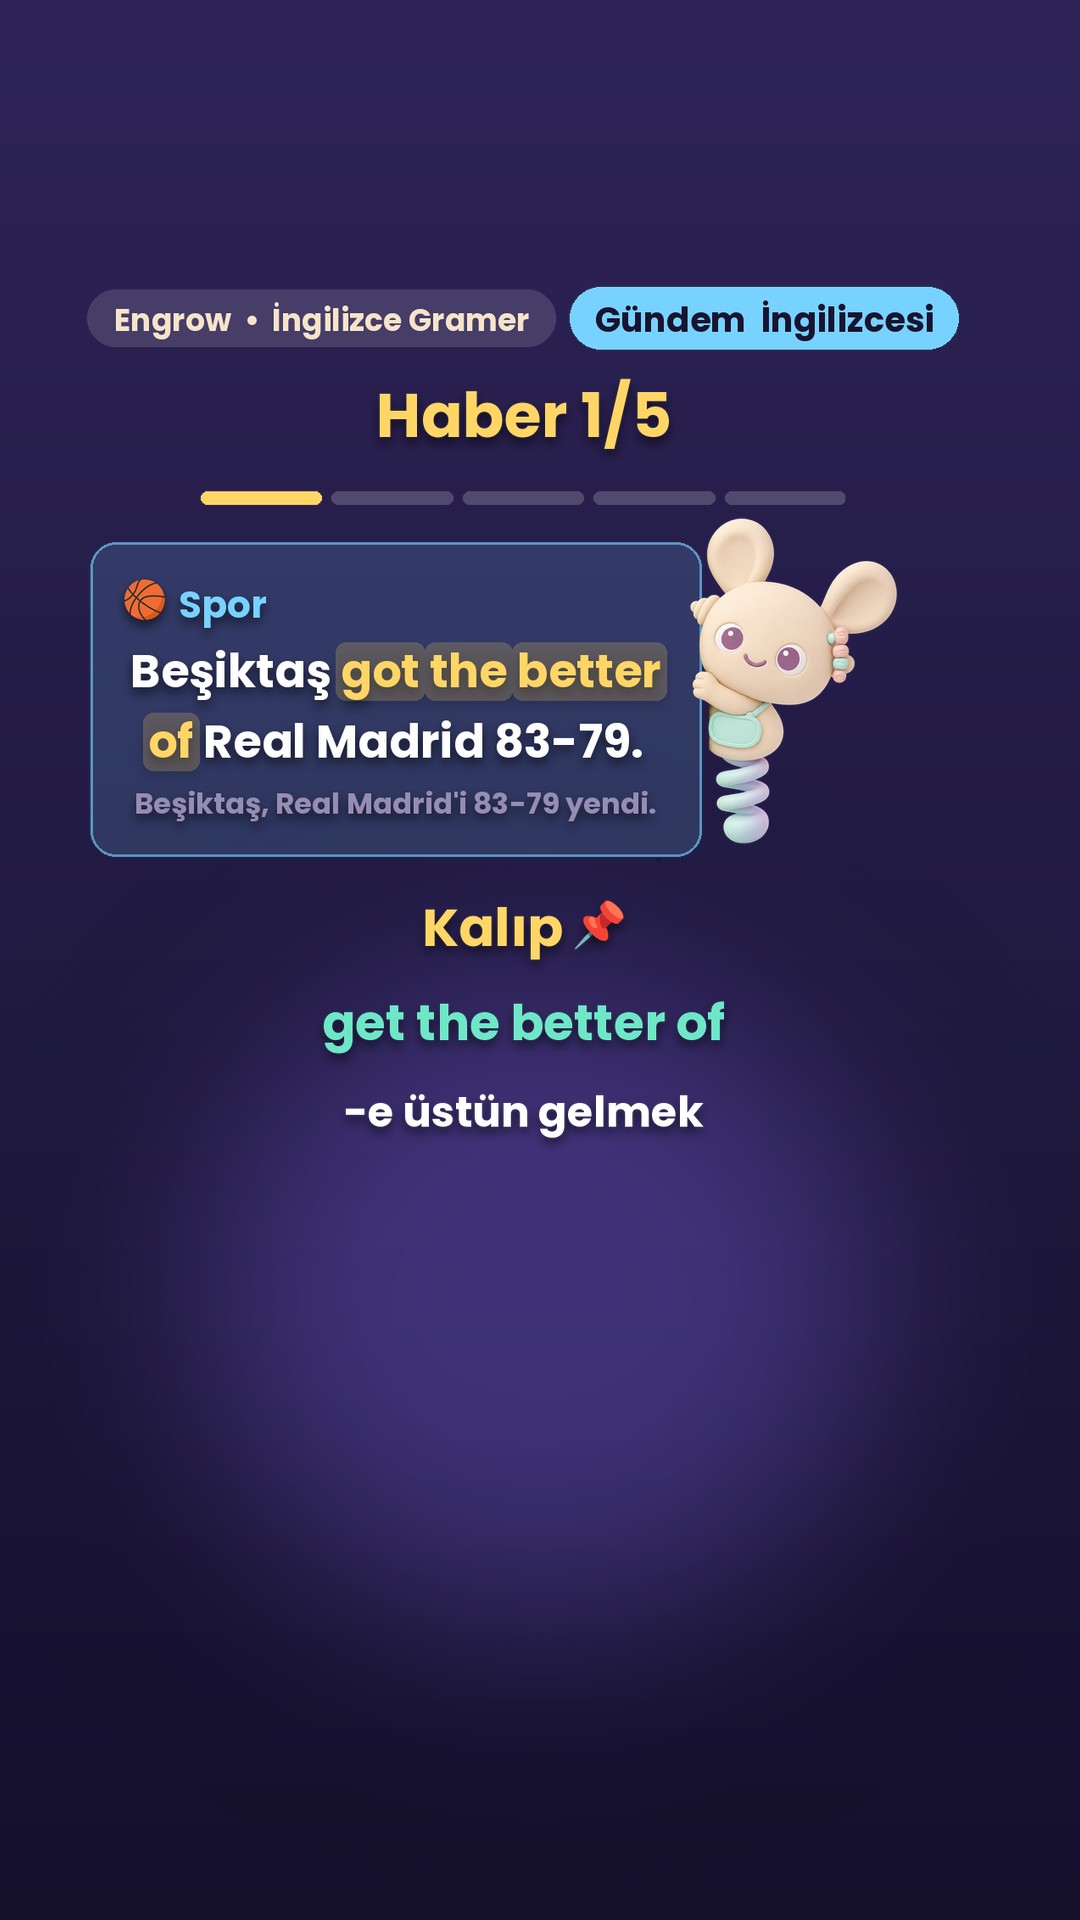 Engrow • İngilizce Gramer
Gündem İngilizcesi
Haber 1/5
Spor
Beşiktaş got the better
of Real Madrid 83-79.
Beşiktaş, Real Madrid'i 83-79 yendi.
Kalıp
get the better of
-e üstün gelmek